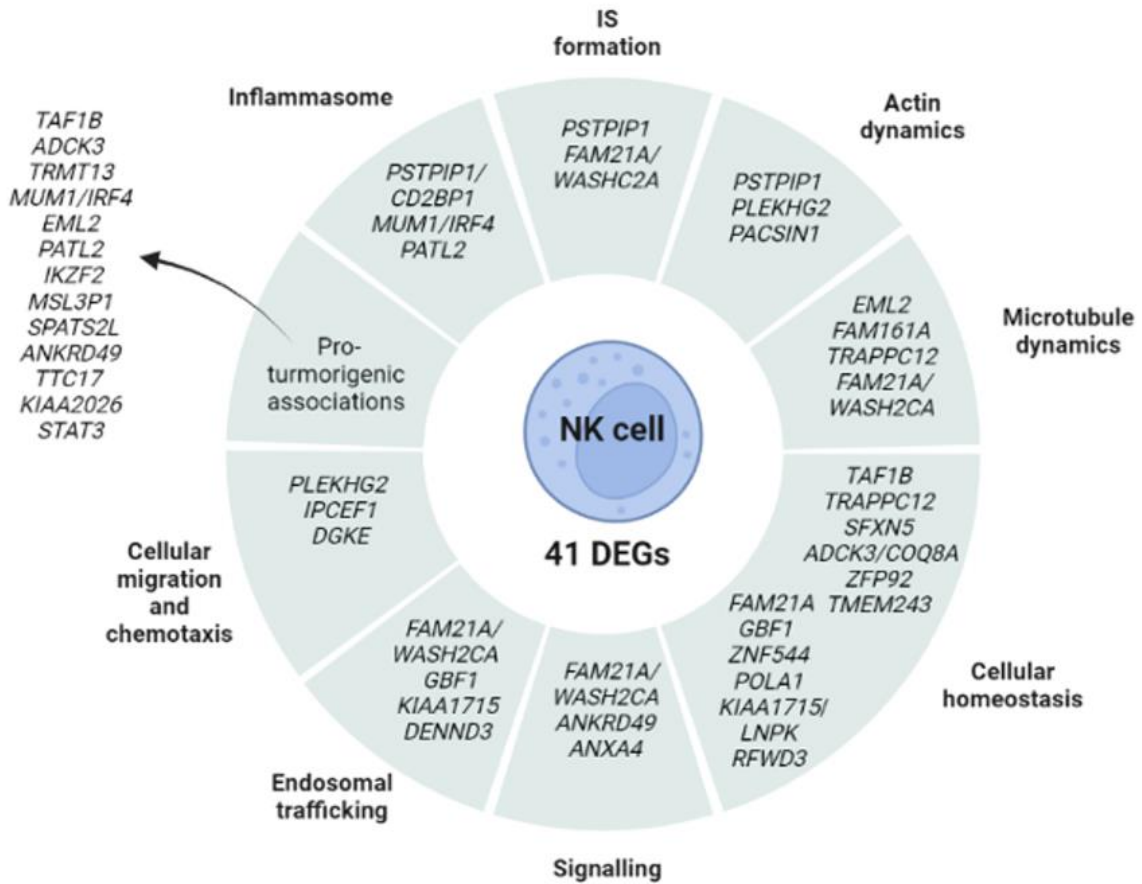 IS
formation
PSTPIP1
FAM21A/
WASHC2A
Actin
dynamics
PSTPIP1
PLEKHG2
PACSIN1
Microtubule
dynamics
EML2
FAM161A
TRAPPC12
FAM21A/
WASH2CA
Cellular
homeostasis
TAF1B
TRAPPC12
SFXN5
ADCK3/COQ8A
ZFP92
TMEM243
FAM21A
GBF1
ZNF544
POLA1
KIAA1715/
LNPK
RFWD3
Signalling
FAM21A/
WASH2CA
ANKRD49
ANXA4
Endosomal
trafficking
FAM21A/
WASH2CA
GBF1
KIAA1715
DENND3
Cellular
migration
and
chemotaxis
PLEKHG2
IPCEF1
DGKE
Pro-
turmorigenic
associations
TAF1B
ADCK3
TRMT13
MUM1/IRF4
EML2
PATL2
IKZF2
MSL3P1
SPATS2L
ANKRD49
TTC17
KIAA2026
STAT3
Inflammasome
PSTPIP1/
CD2BP1
MUM1/IRF4
PATL2
NK cell
41 DEGs